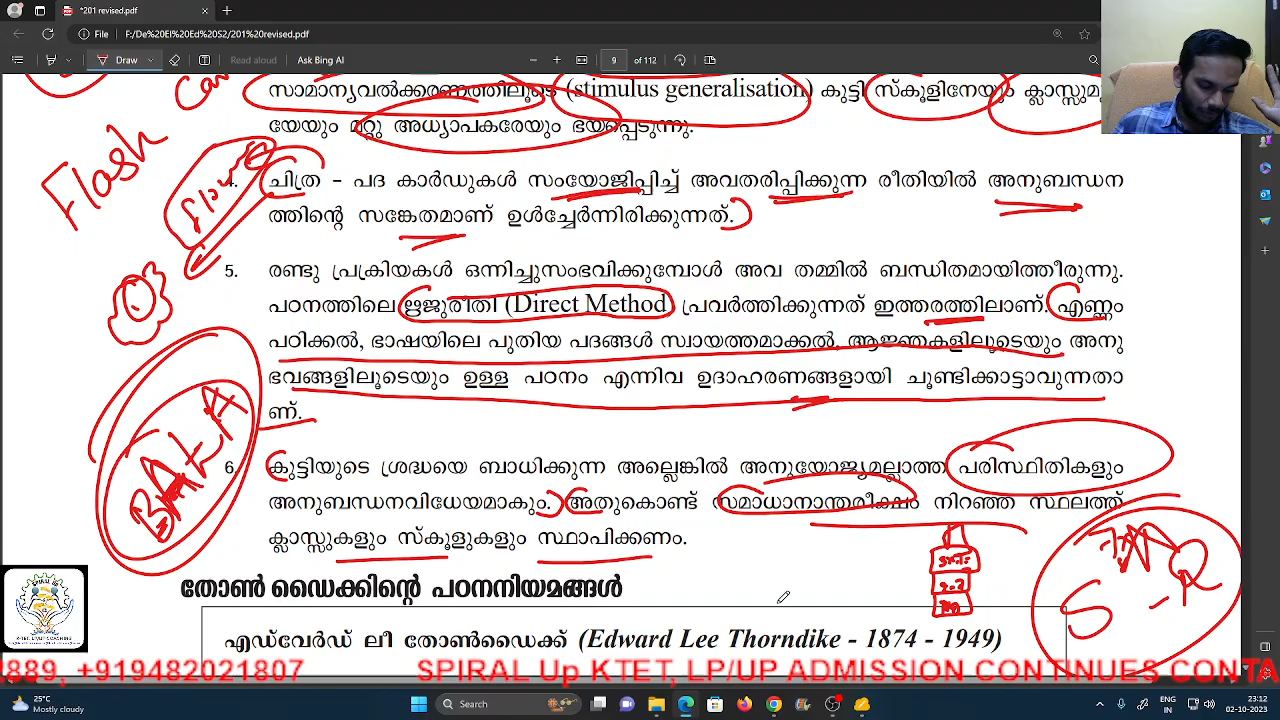 *201 revised.pdf
File F:/De%20El%20Ed%20S2/201%20revised.pdf
Draw Read aloud Ask Bing AI 9 of 112
സാമാന്യവൽക്കരണത്തിലൂടെ (stimulus generalisation) കുട്ടി സ്കൂളിനേയും
യേയും മറ്റു അധ്യാപകരേയും ഭയപ്പെടുന്നു.
Flash
4. ചിത്ര – പദ കാർഡുകൾ സംയോജിപ്പിച്ച് അവതരിപ്പിക്കുന്ന രീതിയിൽ അനുബന്ധന
ത്തിന്റെ സങ്കേതമാണ് ഉൾച്ചേർന്നിരിക്കുന്നത്.
5. രണ്ടു പ്രക്രിയകൾ ഒന്നിച്ചുസംഭവിക്കുമ്പോൾ അവ തമ്മിൽ ബന്ധിതമായിത്തീരുന്നു.
പഠനത്തിലെ ഋജുരീതി (Direct Method പ്രവർത്തിക്കുന്നത് ഇത്തരത്തിലാണ്. എണ്ണം
പഠിക്കൽ, ഭാഷയിലെ പുതിയ പദങ്ങൾ സ്വായത്തമാക്കൽ, ആജ്ഞകളിലൂടെയും അനു
ഭവങ്ങളിലൂടെയും ഉള്ള പഠനം എന്നിവ ഉദാഹരണങ്ങളായി ചൂണ്ടിക്കാട്ടാവുന്നതാ
ണ്.
6. കുട്ടിയുടെ ശ്രദ്ധയെ ബാധിക്കുന്ന അല്ലെങ്കിൽ അനുയോജ്യമല്ലാത്ത പരിസ്ഥിതികളും
അനുബന്ധനവിധേയമാകും. അതുകൊണ്ട് സമാധാനാന്തരീക്ഷം നിറഞ്ഞ സ്ഥലത്ത്
ക്ലാസ്സുകളും സ്കൂളുകളും സ്ഥാപിക്കണം.
S - R
തോൺ ഡൈക്കിന്റെ പഠനനിയമങ്ങൾ
എഡ്‌വേർഡ് ലീ തോൺഡൈക്ക് (Edward Lee Thorndike - 1874 - 1949)
SPIRAL UP
K-TET, LP/UP COACHING
889, +919482021807 SPIRAL Up KTET, LP/UP ADMISSION CONTINUES CONTA
25°C
Mostly cloudy
Search
ENG
IN
23:12
02-10-2023